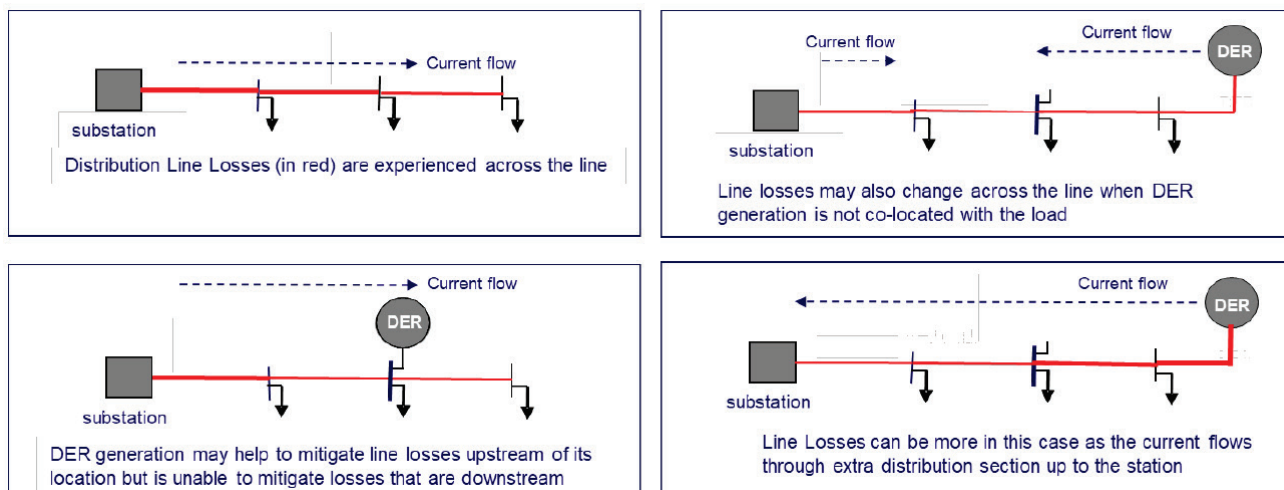 Current flow
substation
Distribution Line Losses (in red) are experienced across the line
Current flow
Current flow
DER
substation
Line losses may also change across the line when DER
generation is not co-located with the load
Current flow
DER
substation
DER generation may help to mitigate line losses upstream of its
location but is unable to mitigate losses that are downstream
Current flow
DER
substation
Line Losses can be more in this case as the current flows
through extra distribution section up to the station